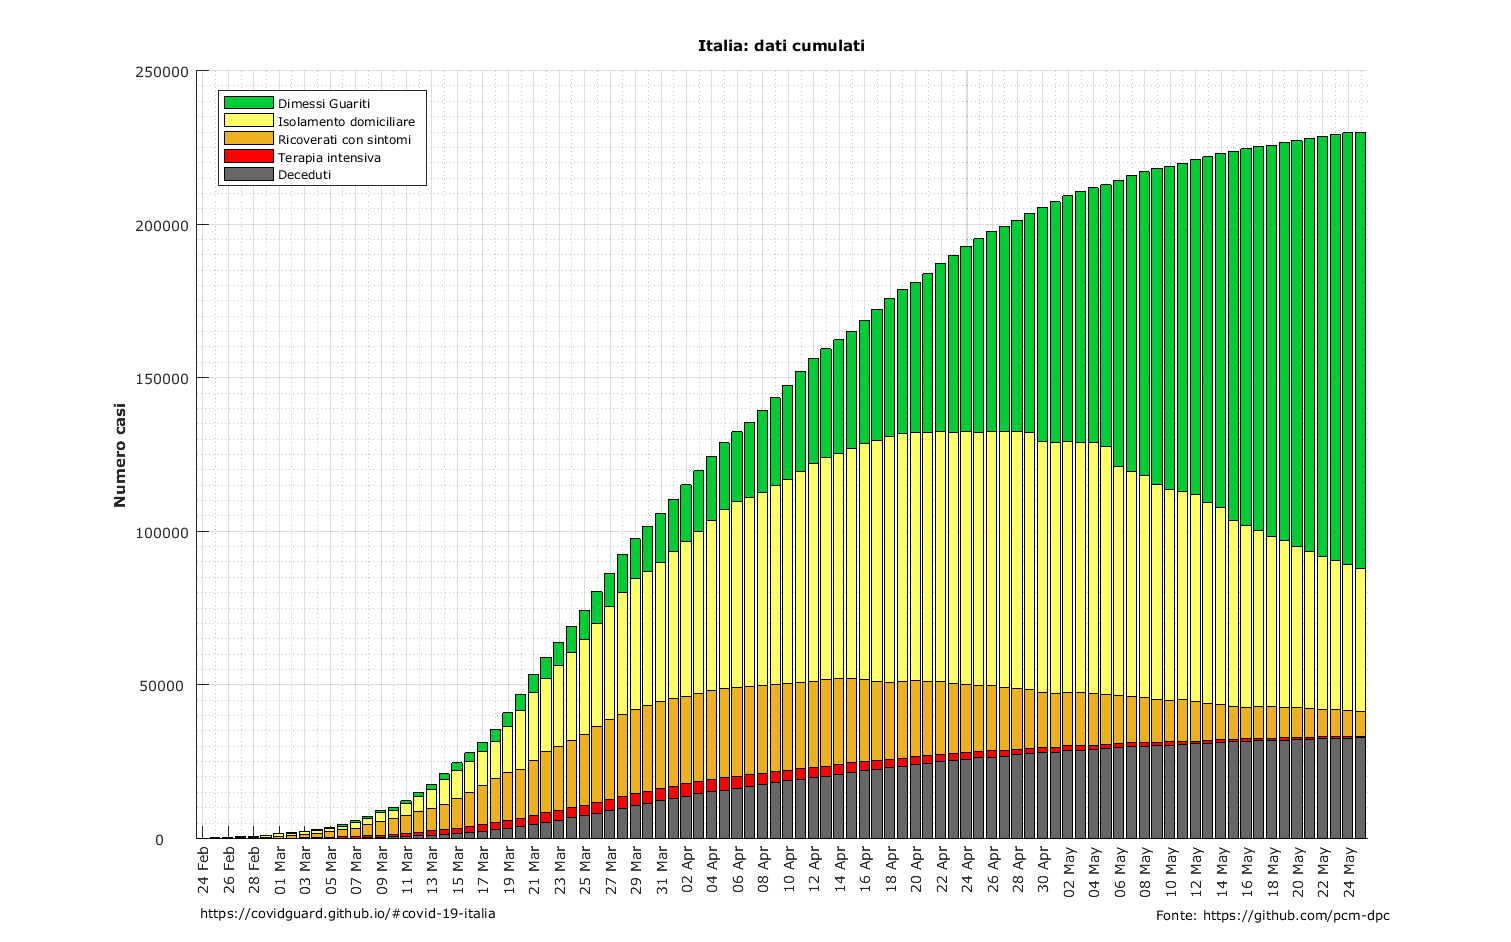 Italia: dati cumulati
250000
200000
150000
100000
50000
0
Numero casi
Dimessi Guariti
Isolamento domiciliare
Ricoverati con sintomi
Terapia intensiva
Deceduti
24 Feb
26 Feb
28 Feb
01 Mar
03 Mar
05 Mar
07 Mar
09 Mar
11 Mar
13 Mar
15 Mar
17 Mar
19 Mar
21 Mar
23 Mar
25 Mar
27 Mar
29 Mar
31 Mar
02 Apr
04 Apr
06 Apr
08 Apr
10 Apr
12 Apr
14 Apr
16 Apr
18 Apr
20 Apr
22 Apr
24 Apr
26 Apr
28 Apr
30 Apr
02 May
04 May
06 May
08 May
10 May
12 May
14 May
16 May
18 May
20 May
22 May
24 May
https://covidguard.github.io/#covid-19-italia
Fonte: https://github.com/pcm-dpc